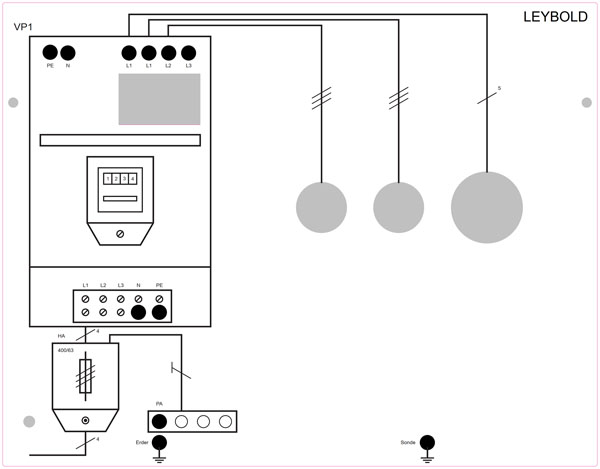 LEYBOLD
VP1
PE N L1 L1 L2 L3
5
1 2 3 4
L1 L2 L3 N PE
4
HA
400/63
PA
4
Erder
Sonde